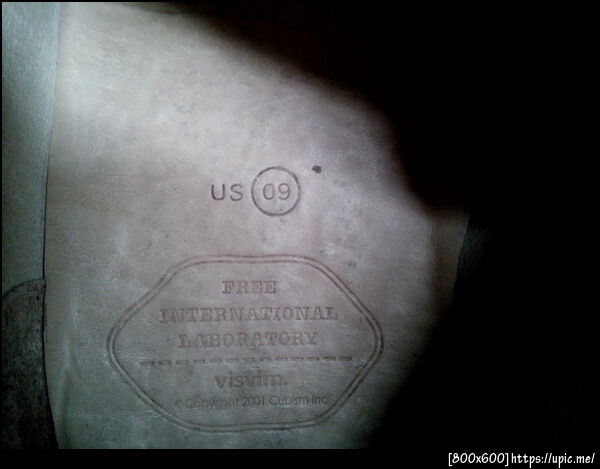 US 09
FREE
INTERNATIONAL
LABORATORY
visvim.
©Copyright 2001 Cubism Inc.
[800x600]https://upic.me/